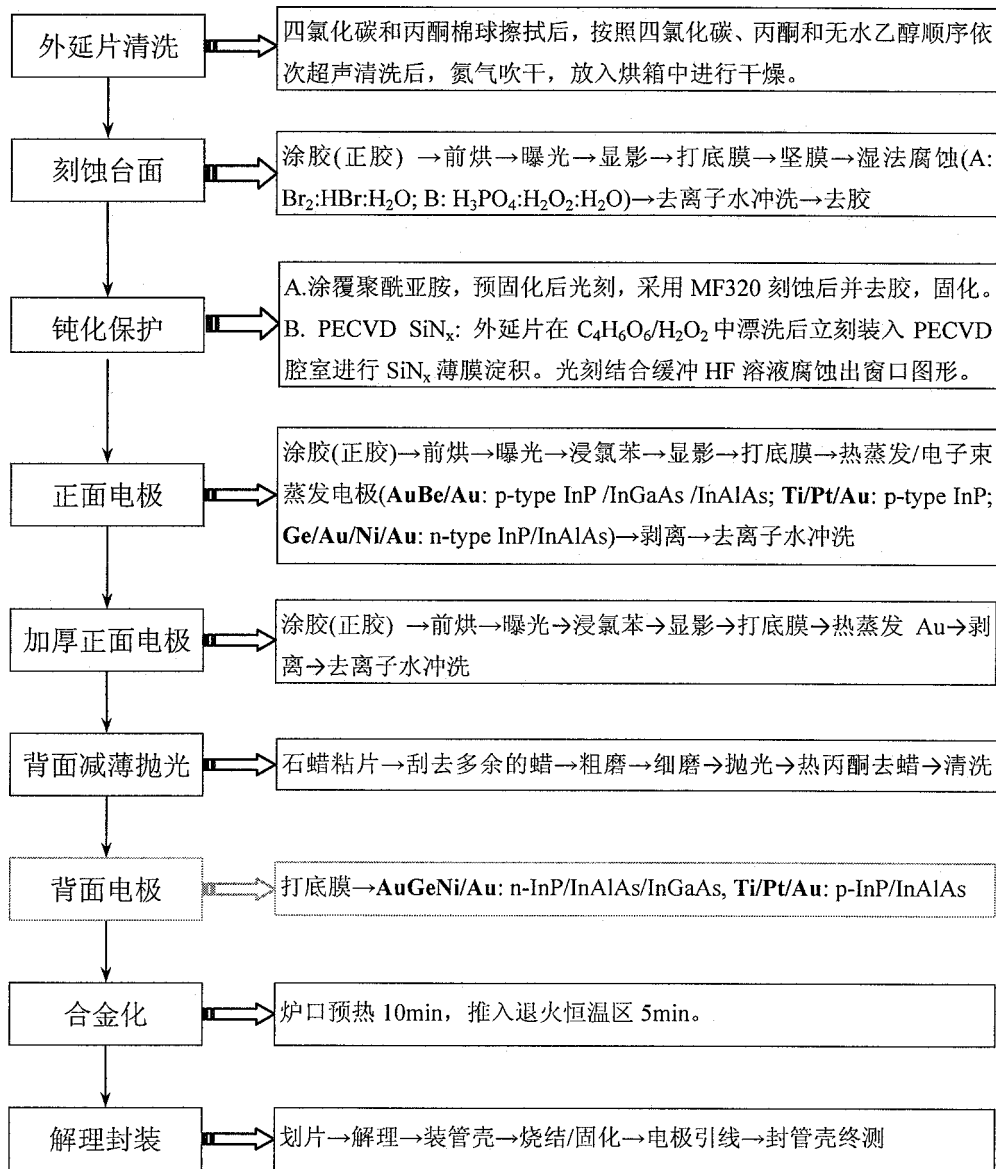 外延片清洗
四氯化碳和丙酮棉球擦拭后，按照四氯化碳、丙酮和无水乙醇顺序依
次超声清洗后，氮气吹干，放入烘箱中进行干燥。
刻蚀台面
涂胶(正胶) →前烘→曝光→显影→打底膜→坚膜→湿法腐蚀(A:
Br₂:HBr:H₂O; B: H₃PO₄:H₂O₂:H₂O)→去离子水冲洗→去胶
钝化保护
A.涂覆聚酰亚胺，预固化后光刻，采用 MF320 刻蚀后并去胶，固化。
B. PECVD SiNₓ: 外延片在 C₄H₆O₆/H₂O₂ 中漂洗后立刻装入 PECVD
腔室进行 SiNₓ 薄膜淀积。光刻结合缓冲 HF 溶液腐蚀出窗口图形。
正面电极
涂胶(正胶)→前烘→曝光→浸氯苯→显影→打底膜→热蒸发/电子束
蒸发电极(AuBe/Au: p-type InP /InGaAs /InAlAs; Ti/Pt/Au: p-type InP;
Ge/Au/Ni/Au: n-type InP/InAlAs)→剥离→去离子水冲洗
加厚正面电极
涂胶(正胶) →前烘→曝光→浸氯苯→显影→打底膜→热蒸发 Au→剥
离→去离子水冲洗
背面减薄抛光
石蜡粘片→刮去多余的蜡→粗磨→细磨→抛光→热丙酮去蜡→清洗
背面电极
打底膜→AuGeNi/Au: n-InP/InAlAs/InGaAs, Ti/Pt/Au: p-InP/InAlAs
合金化
炉口预热 10min，推入退火恒温区 5min。
解理封装
划片→解理→装管壳→烧结/固化→电极引线→封管壳终测